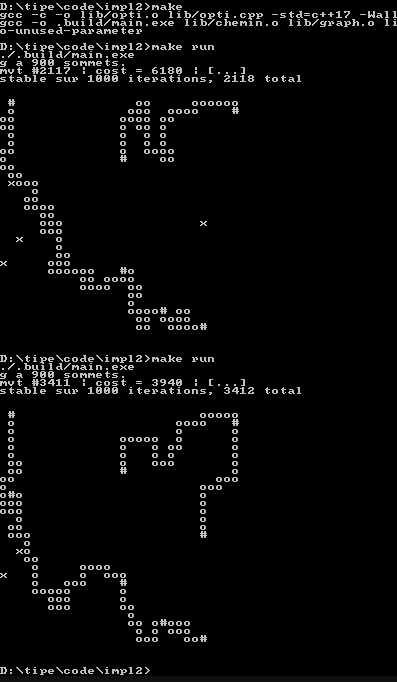 D:\tipe\code\impl2>make
gcc -c -o lib/opti.o lib/opti.cpp -std=c++17 -Wall
gcc -o .build/main.exe lib/chemin.o lib/graph.o li
o-unused-parameter
D:\tipe\code\impl2>make run
./.build/main.exe
g a 900 sommets.
mvt #2117 ¦ cost = 6180 ¦ [...]
stable sur 1000 iterations, 2118 total
D:\tipe\code\impl2>make run
./.build/main.exe
g a 900 sommets.
mvt #3411 ¦ cost = 3940 ¦ [...]
stable sur 1000 iterations, 3412 total
D:\tipe\code\impl2>